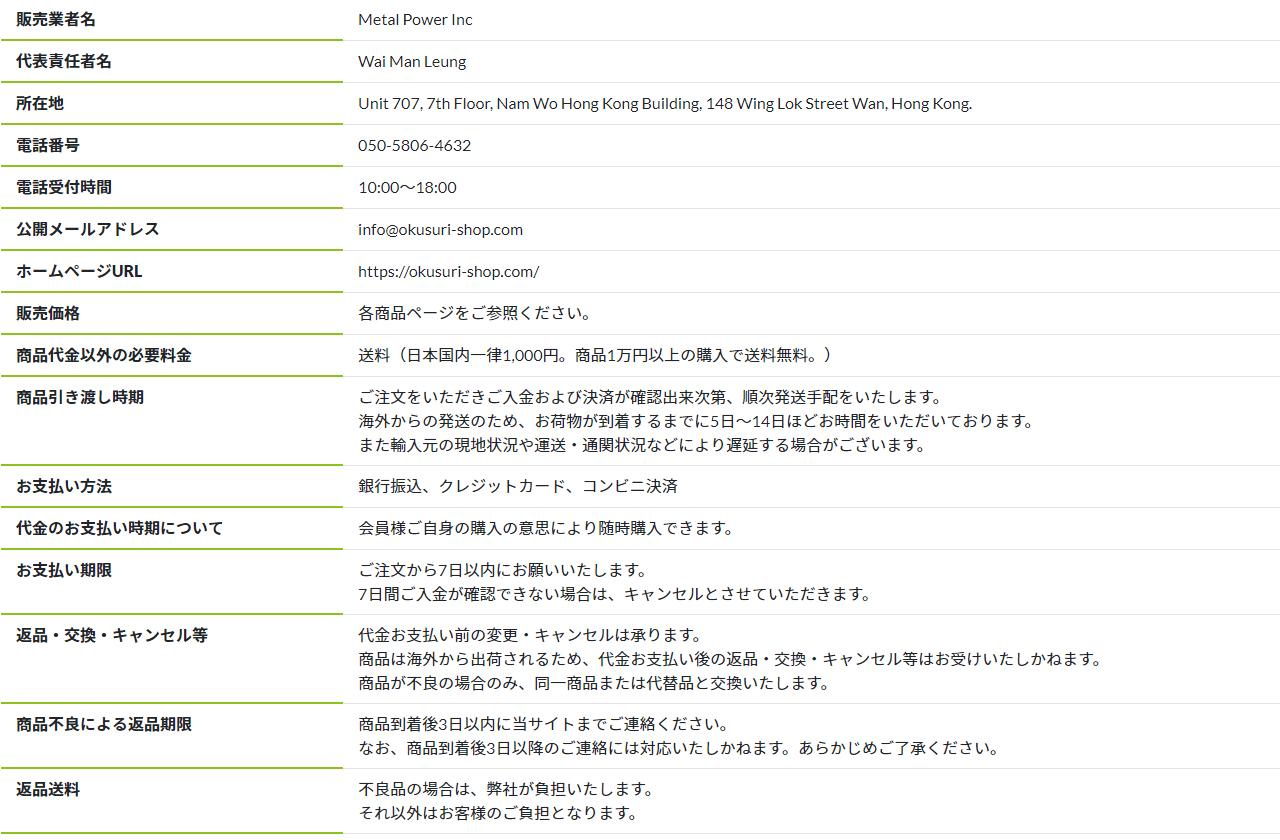 販売業者名 Metal Power Inc
代表責任者名 Wai Man Leung
所在地 Unit 707, 7th Floor, Nam Wo Hong Kong Building, 148 Wing Lok Street Wan, Hong Kong.
電話番号 050-5806-4632
電話受付時間 10:00〜18:00
公開メールアドレス info@okusuri-shop.com
ホームページURL https://okusuri-shop.com/
販売価格 各商品ページをご参照ください。
商品代金以外の必要料金 送料（日本国内一律1,000円。商品1万円以上の購入で送料無料。）
商品引き渡し時期 ご注文をいただきご入金および決済が確認出来次第、順次発送手配をいたします。
海外からの発送のため、お荷物が到着するまでに5日〜14日ほどお時間をいただいております。
また輸入元の現地状況や運送・通関状況などにより遅延する場合がございます。
お支払い方法 銀行振込、クレジットカード、コンビニ決済
代金のお支払い時期について 会員様ご自身の購入の意思により随時購入できます。
お支払い期限 ご注文から7日以内にお願いいたします。
7日間ご入金が確認できない場合は、キャンセルとさせていただきます。
返品・交換・キャンセル等 代金お支払い前の変更・キャンセルは承ります。
商品は海外から出荷されるため、代金お支払い後の返品・交換・キャンセル等はお受けいたしかねます。
商品が不良の場合のみ、同一商品または代替品と交換いたします。
商品不良による返品期限 商品到着後3日以内に当サイトまでご連絡ください。
なお、商品到着後3日以降のご連絡には対応いたしかねます。あらかじめご了承ください。
返品送料 不良品の場合は、弊社が負担いたします。
それ以外はお客様のご負担となります。